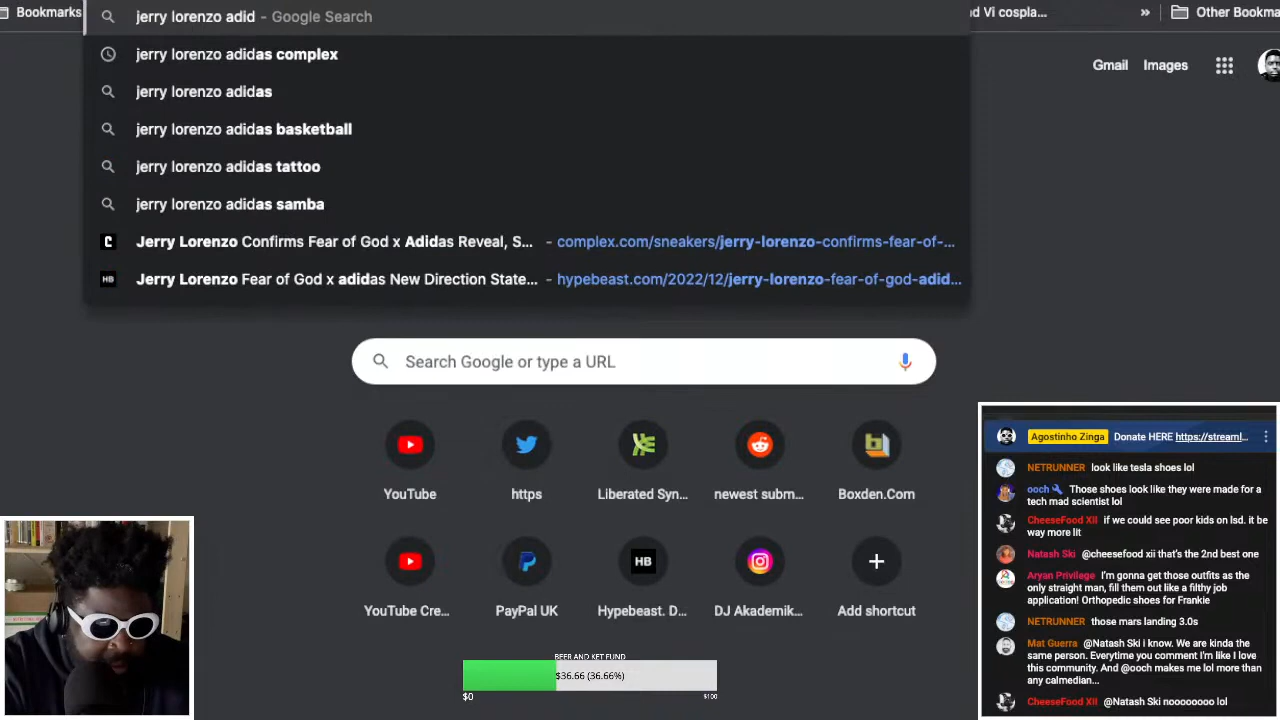 Bookmarks
jerry lorenzo adid - Google Search
d Vi cospla...
»
Other Bookma
jerry lorenzo adidas complex
Gmail
Images
jerry lorenzo adidas
jerry lorenzo adidas basketball
jerry lorenzo adidas tattoo
jerry lorenzo adidas samba
Jerry Lorenzo Confirms Fear of God x Adidas Reveal, S... - complex.com/sneakers/jerry-lorenzo-confirms-fear-of-...
HB Jerry Lorenzo Fear of God x adidas New Direction State... - hypebeast.com/2022/12/jerry-lorenzo-fear-of-god-adid...
Search Google or type a URL
YouTube
https
Liberated Syn...
newest subm...
Boxden.Com
HB
YouTube Cre...
PayPal UK
Hypebeast. D...
DJ Akademik...
Add shortcut
BEER AND KET FUND
$36.66 (36.66%)
$0
$100
Agostinho Zinga Donate HERE https://streaml...
NETRUNNER look like tesla shoes lol
ooch Those shoes look like they were made for a
tech mad scientist lol
CheeseFood XII if we could see poor kids on lsd. it be
way more lit
Natash Ski @cheesefood xii that's the 2nd best one
Aryan Privilege I'm gonna get those outfits as the
only straight man, fill them out like a filthy job
application! Orthopedic shoes for Frankie
NETRUNNER those mars landing 3.0s
Mat Guerra @Natash Ski i know. We are kinda the
same person. Everytime you comment I'm like I love
this community. And @ooch makes me lol more than
any calmedian...
CheeseFood XII @Natash Ski nooooooo lol